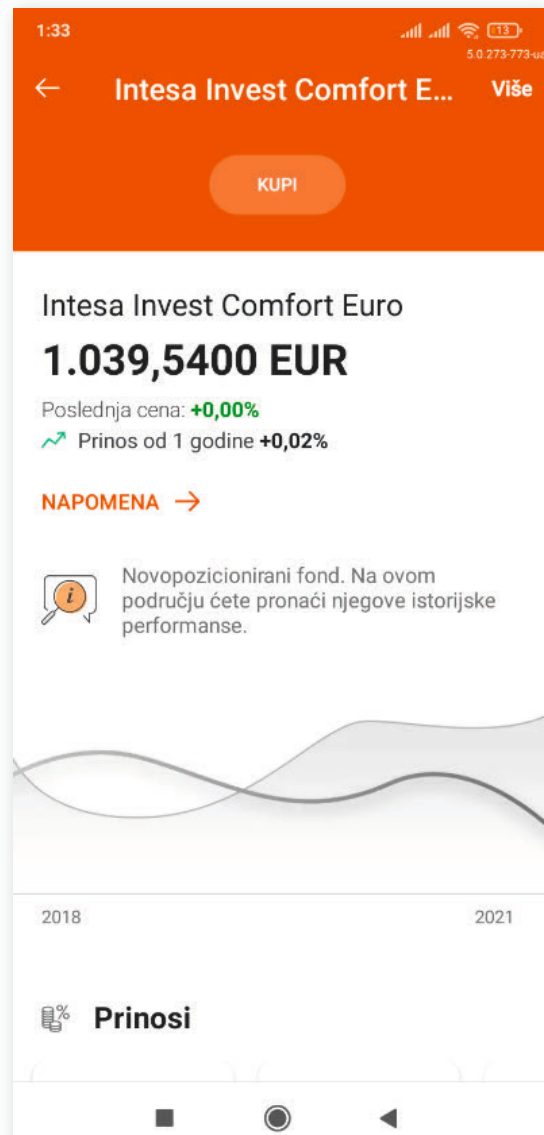 1:33
13
5.0.273-773-ua
Intesa Invest Comfort E... Više
KUPI
Intesa Invest Comfort Euro
1.039,5400 EUR
Poslednja cena: +0,00%
Prinos od 1 godine +0,02%
NAPOMENA
i
Novopozicionirani fond. Na ovom
području ćete pronaći njegove istorijske
performanse.
2018 2021
%
Prinosi